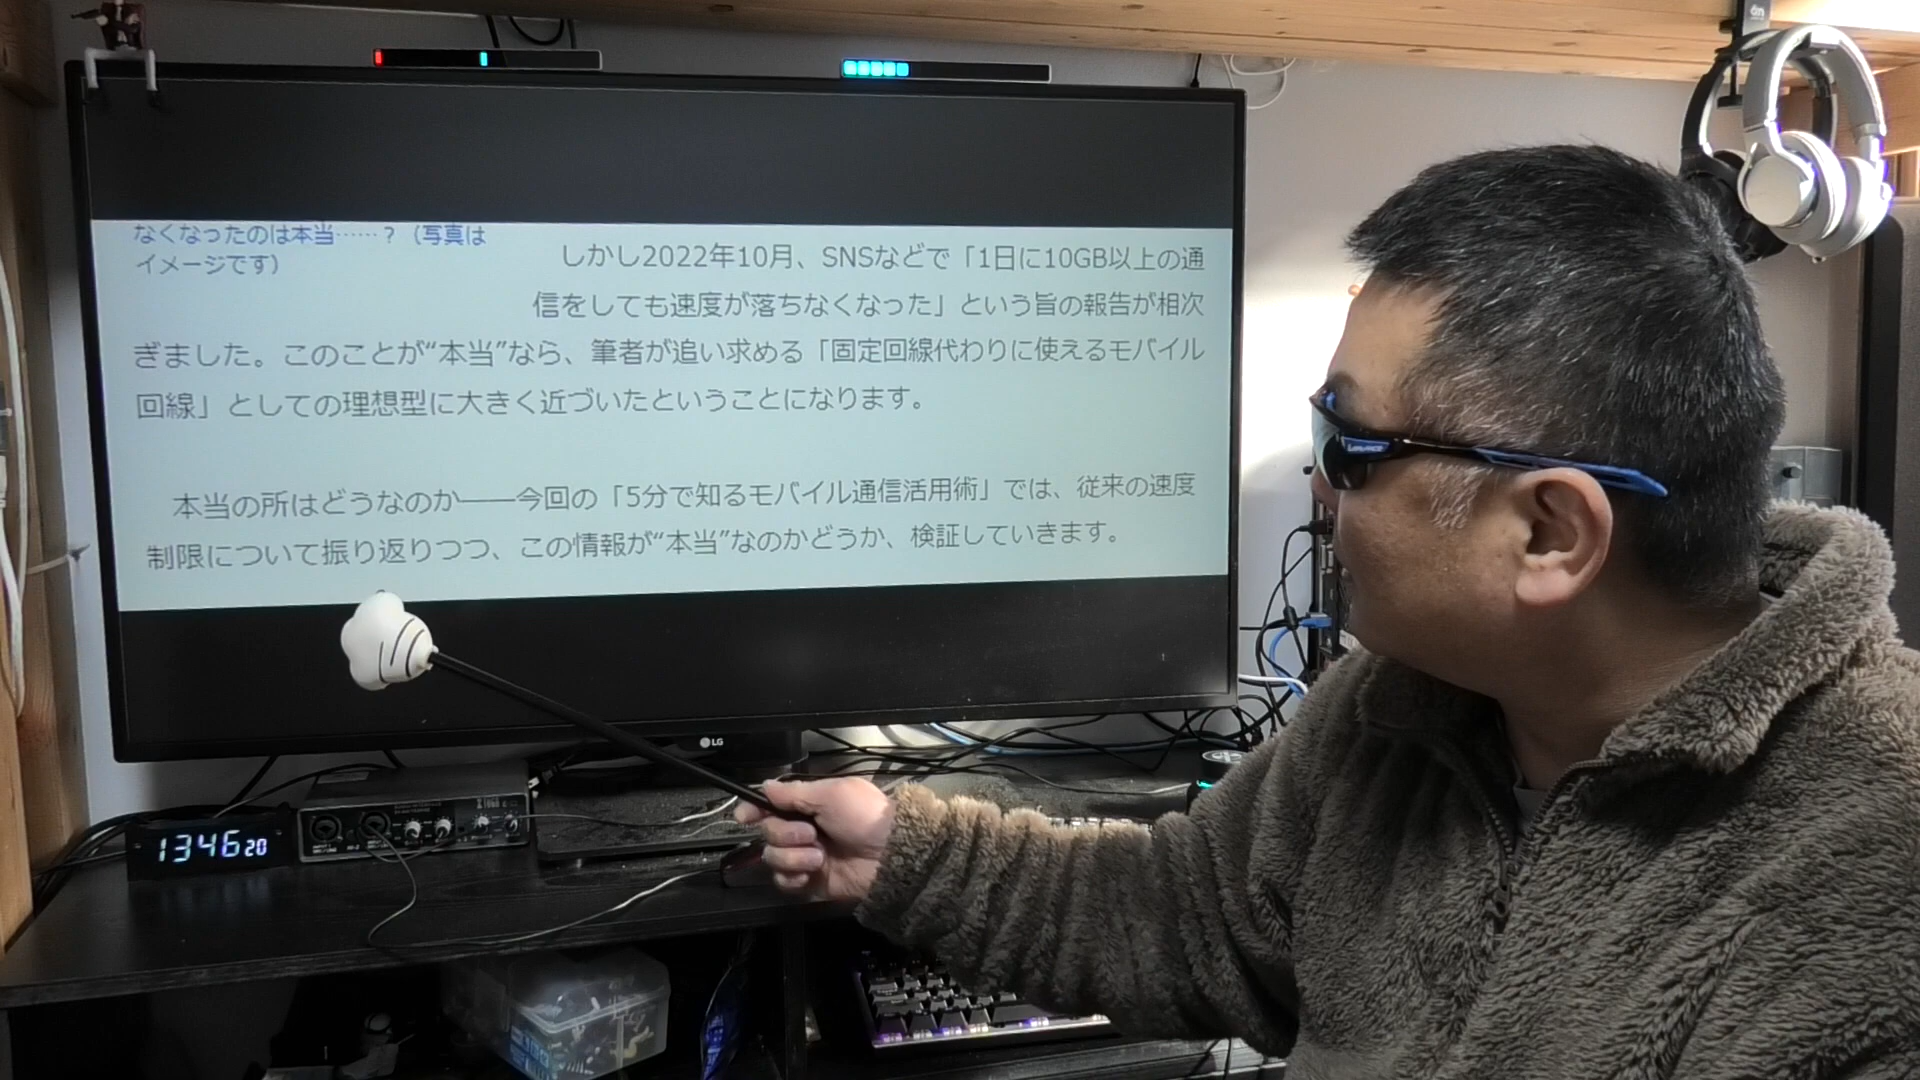 なくなったのは本当……？（写真は
イメージです）
しかし2022年10月、SNSなどで「1日に10GB以上の通
信をしても速度が落ちなくなった」という旨の報告が相次
ぎました。このことが“本当”なら、筆者が追い求める「固定回線代わりに使えるモバイル
回線」としての理想型に大きく近づいたということになります。
本当の所はどうなのか――今回の「5分で知るモバイル通信活用術」では、従来の速度
制限について振り返りつつ、この情報が“本当”なのかどうか、検証していきます。
LG
134620